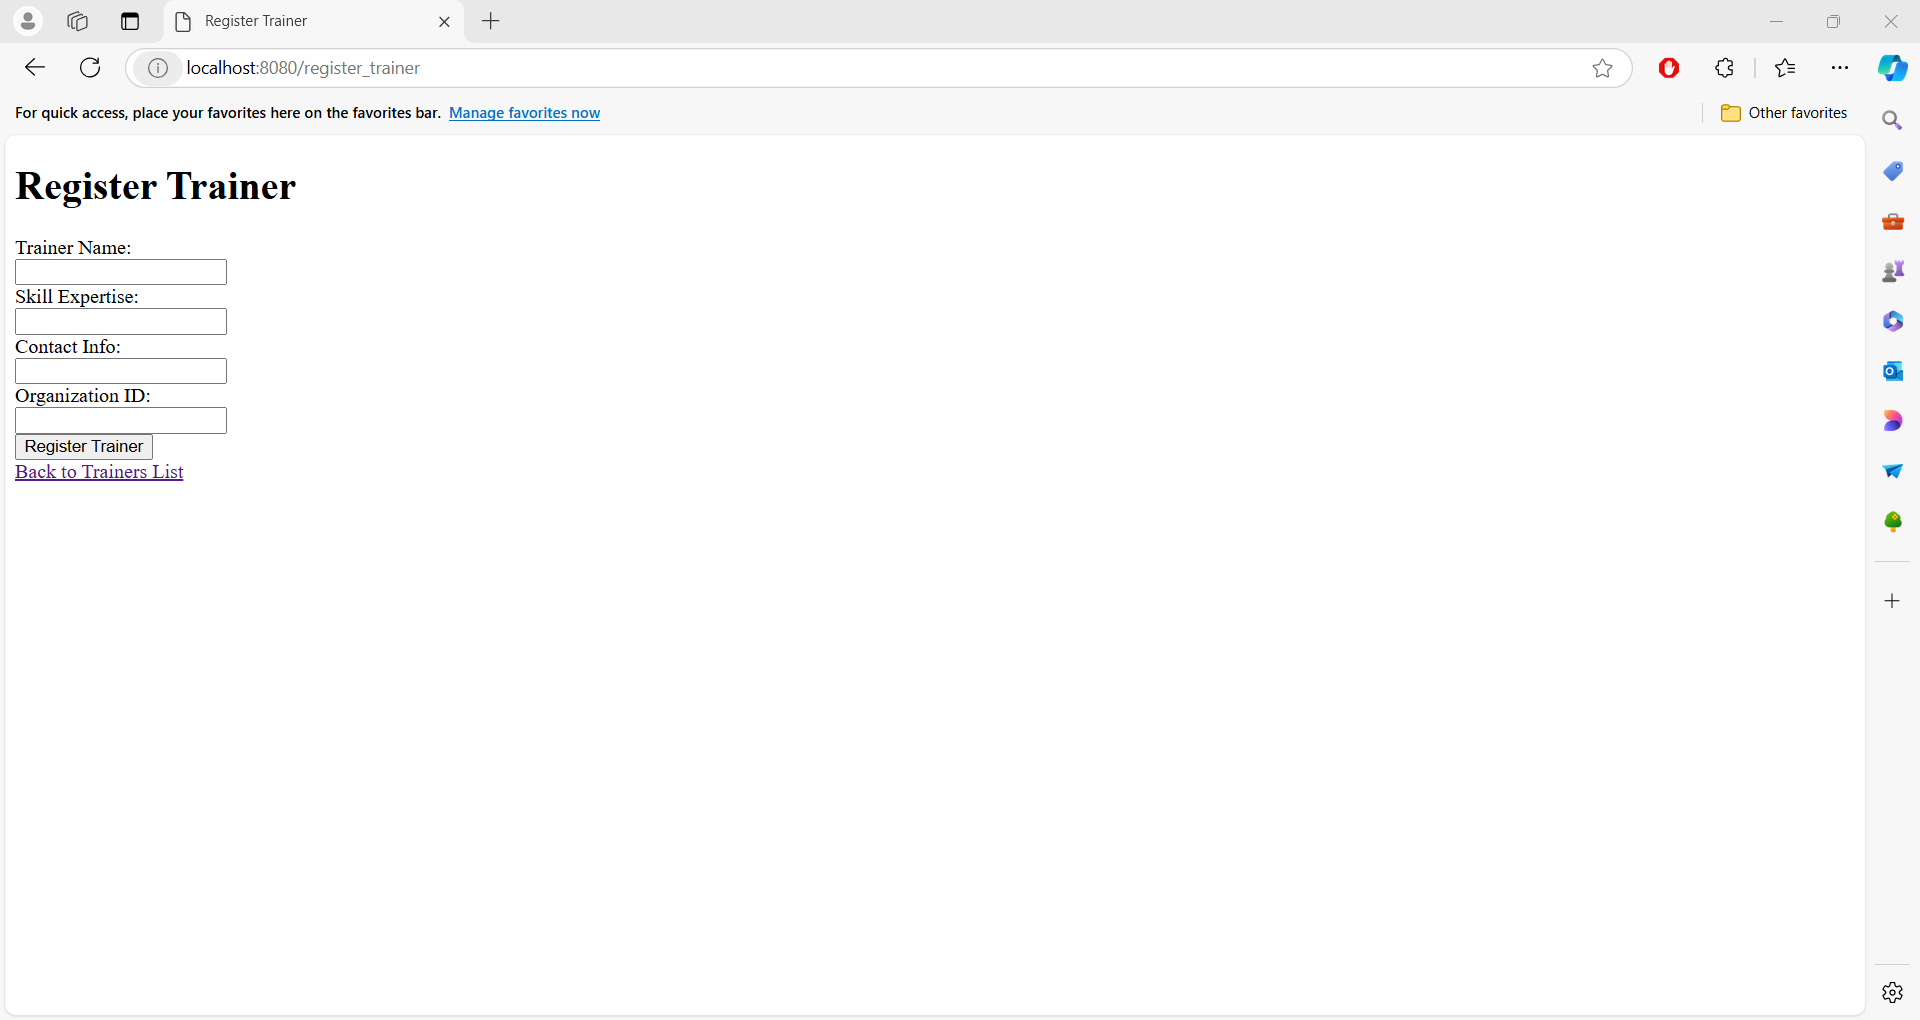 Register Trainer
localhost:8080/register_trainer
For quick access, place your favorites here on the favorites bar. Manage favorites now
Other favorites
Register Trainer
Trainer Name:
Skill Expertise:
Contact Info:
Organization ID:
Register Trainer
Back to Trainers List